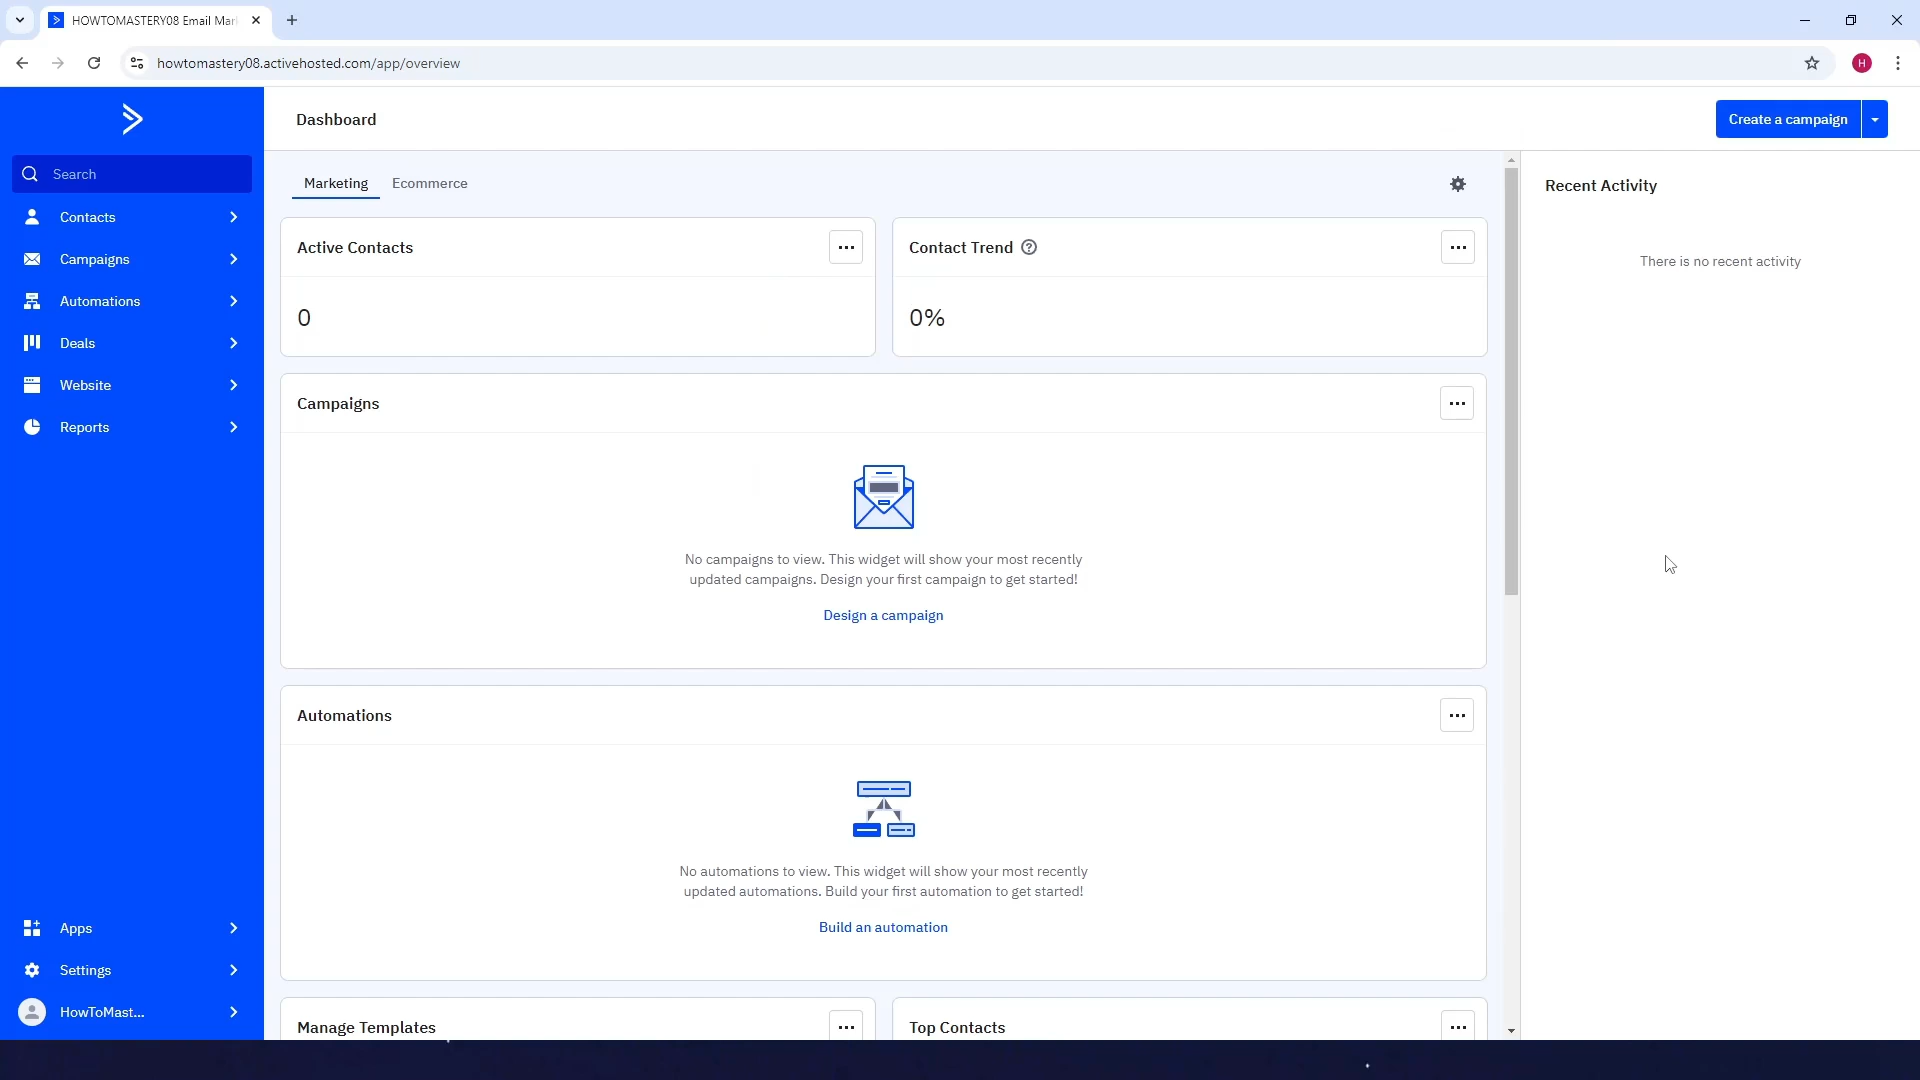 HOWTOMASTERY08 Email Mar
howtomastery08.activehosted.com/app/overview
H
Dashboard
Create a campaign
Search
Contacts
Campaigns
Automations
Deals
Website
Reports
Apps
Settings
HowToMast...
Marketing
Ecommerce
Active Contacts
0
Contact Trend
0%
Campaigns
No campaigns to view. This widget will show your most recently
updated campaigns. Design your first campaign to get started!
Design a campaign
Automations
No automations to view. This widget will show your most recently
updated automations. Build your first automation to get started!
Build an automation
Manage Templates
Top Contacts
Recent Activity
There is no recent activity